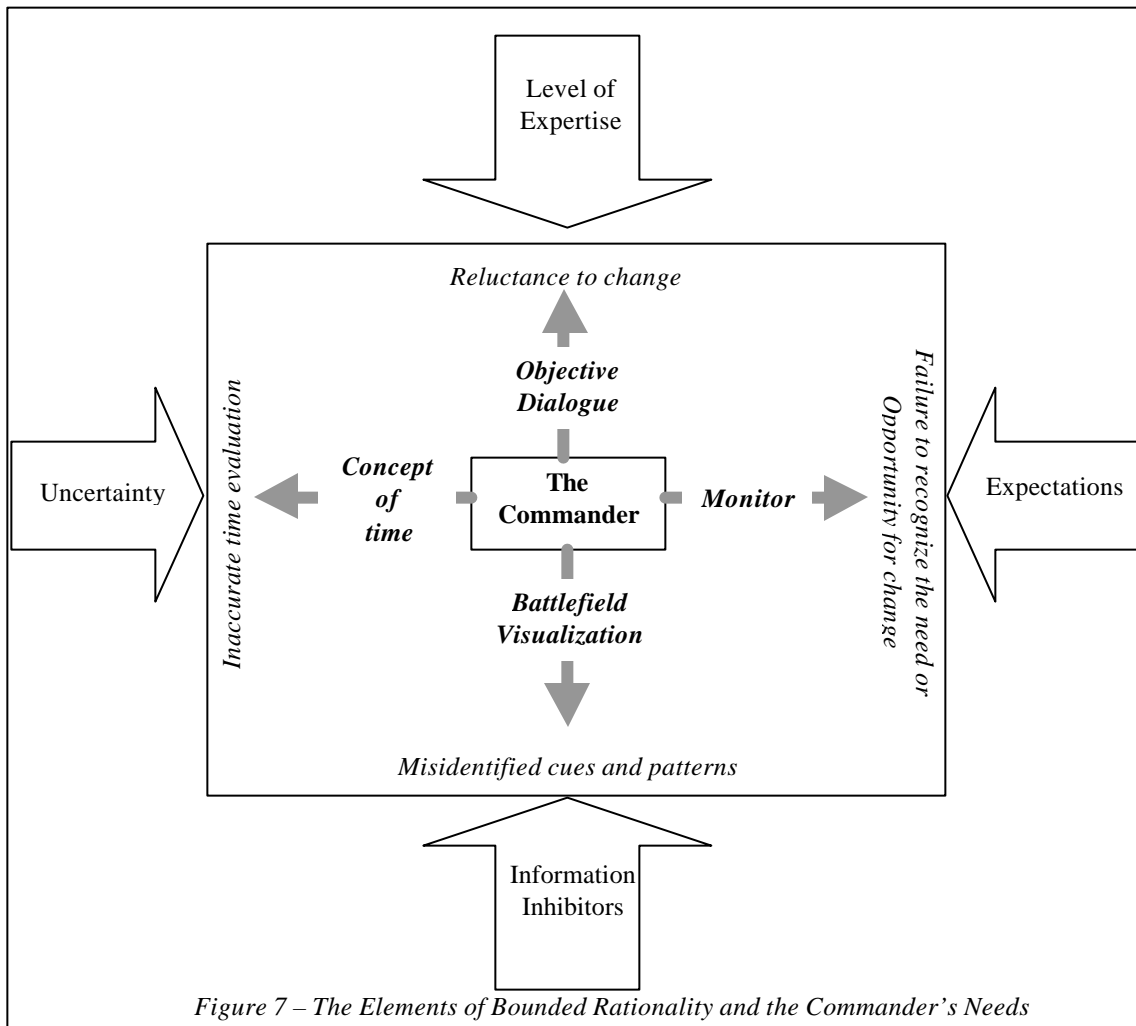 Level of
Expertise
Reluctance to change
Objective
Dialogue
Inaccurate time evaluation
Failure to recognize the need or
Opportunity for change
Uncertainty
Concept
of
time
The
Commander
Monitor
Expectations
Battlefield
Visualization
Misidentified cues and patterns
Information
Inhibitors
Figure 7 – The Elements of Bounded Rationality and the Commander's Needs